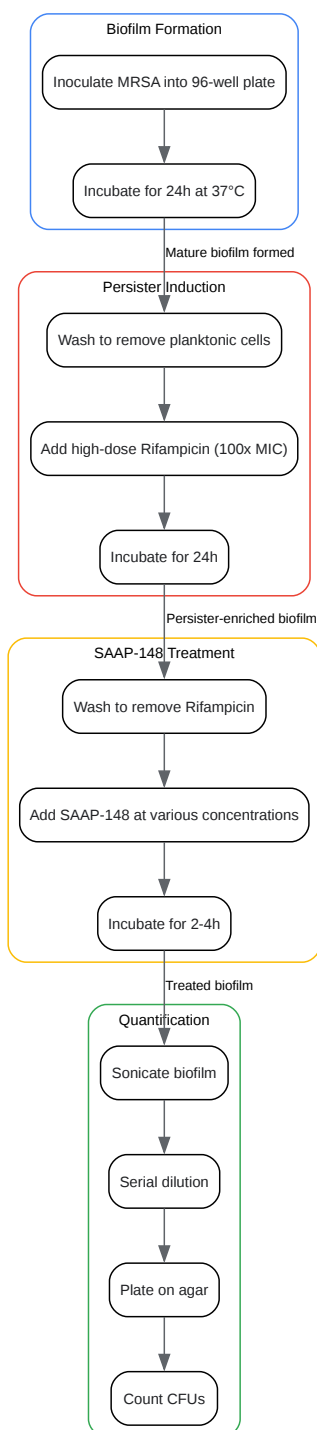 Biofilm Formation
Inoculate MRSA into 96-well plate
Incubate for 24h at 37°C
Mature biofilm formed
Persister Induction
Wash to remove planktonic cells
Add high-dose Rifampicin (100x MIC)
Incubate for 24h
Persister-enriched biofilm
SAAP-148 Treatment
Wash to remove Rifampicin
Add SAAP-148 at various concentrations
Incubate for 2-4h
Treated biofilm
Quantification
Sonicate biofilm
Serial dilution
Plate on agar
Count CFUs